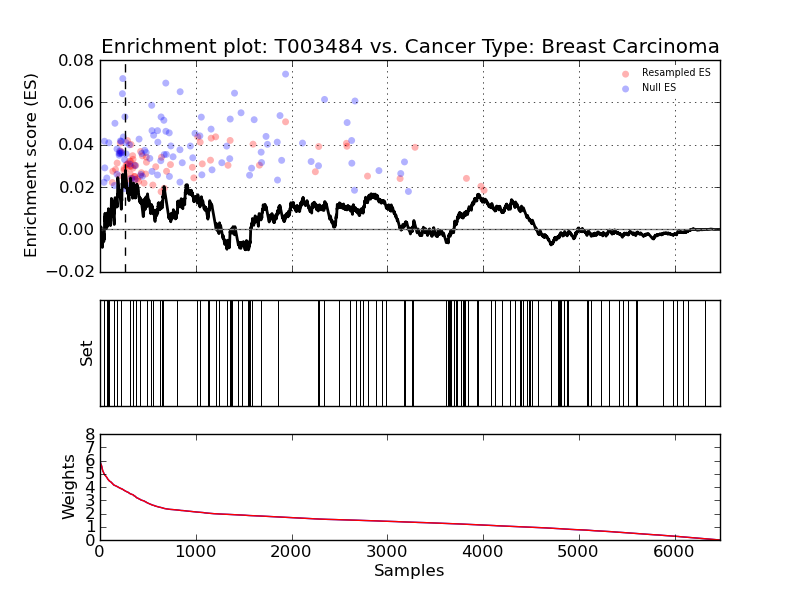 Enrichment plot: T003484 vs. Cancer Type: Breast Carcinoma
Enrichment score (ES)
0.08
0.06
0.04
0.02
0.00
−0.02
Resampled ES
Null ES
Set
Weights
8
7
6
5
4
3
2
1
0
0 1000 2000 3000 4000 5000 6000
Samples